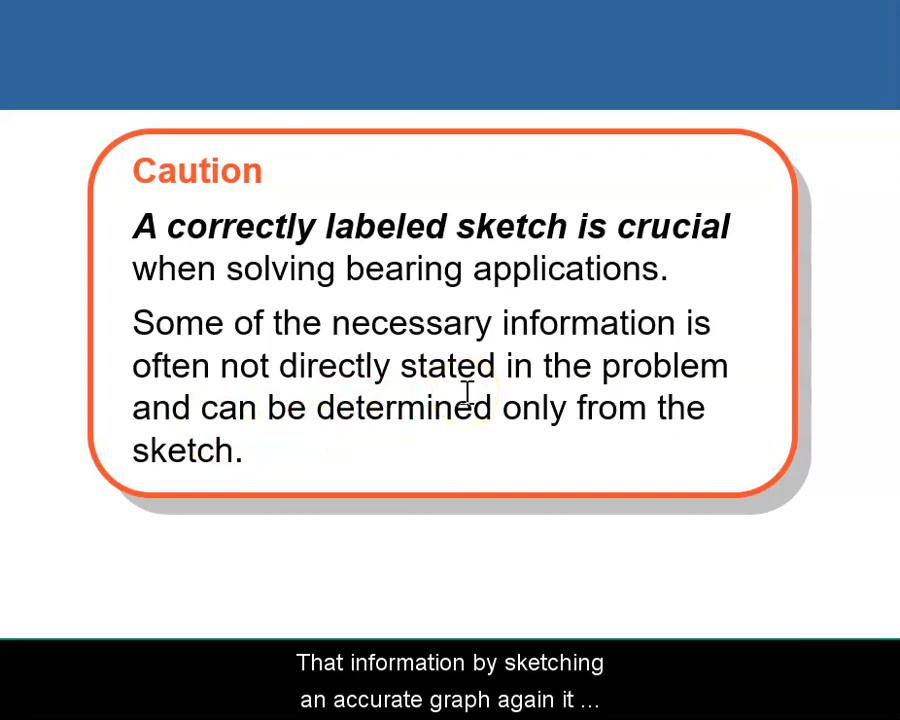 Caution
A correctly labeled sketch is crucial
when solving bearing applications.
Some of the necessary information is
often not directly stated in the problem
and can be determined only from the
sketch.
That information by sketching
an accurate graph again it ...